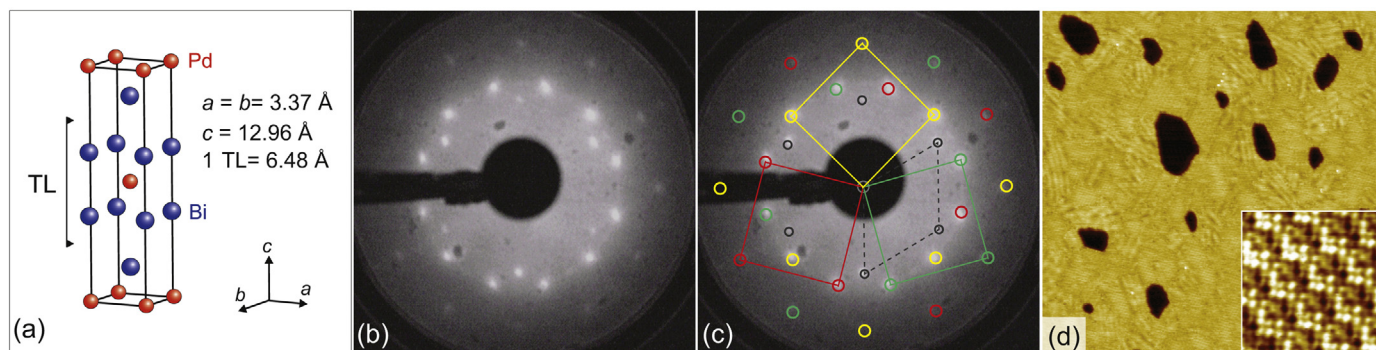 Pd
a = b= 3.37 Å
c = 12.96 Å
1 TL= 6.48 Å
TL
Bi
c
b
a
(a)
(b)
(c)
(d)